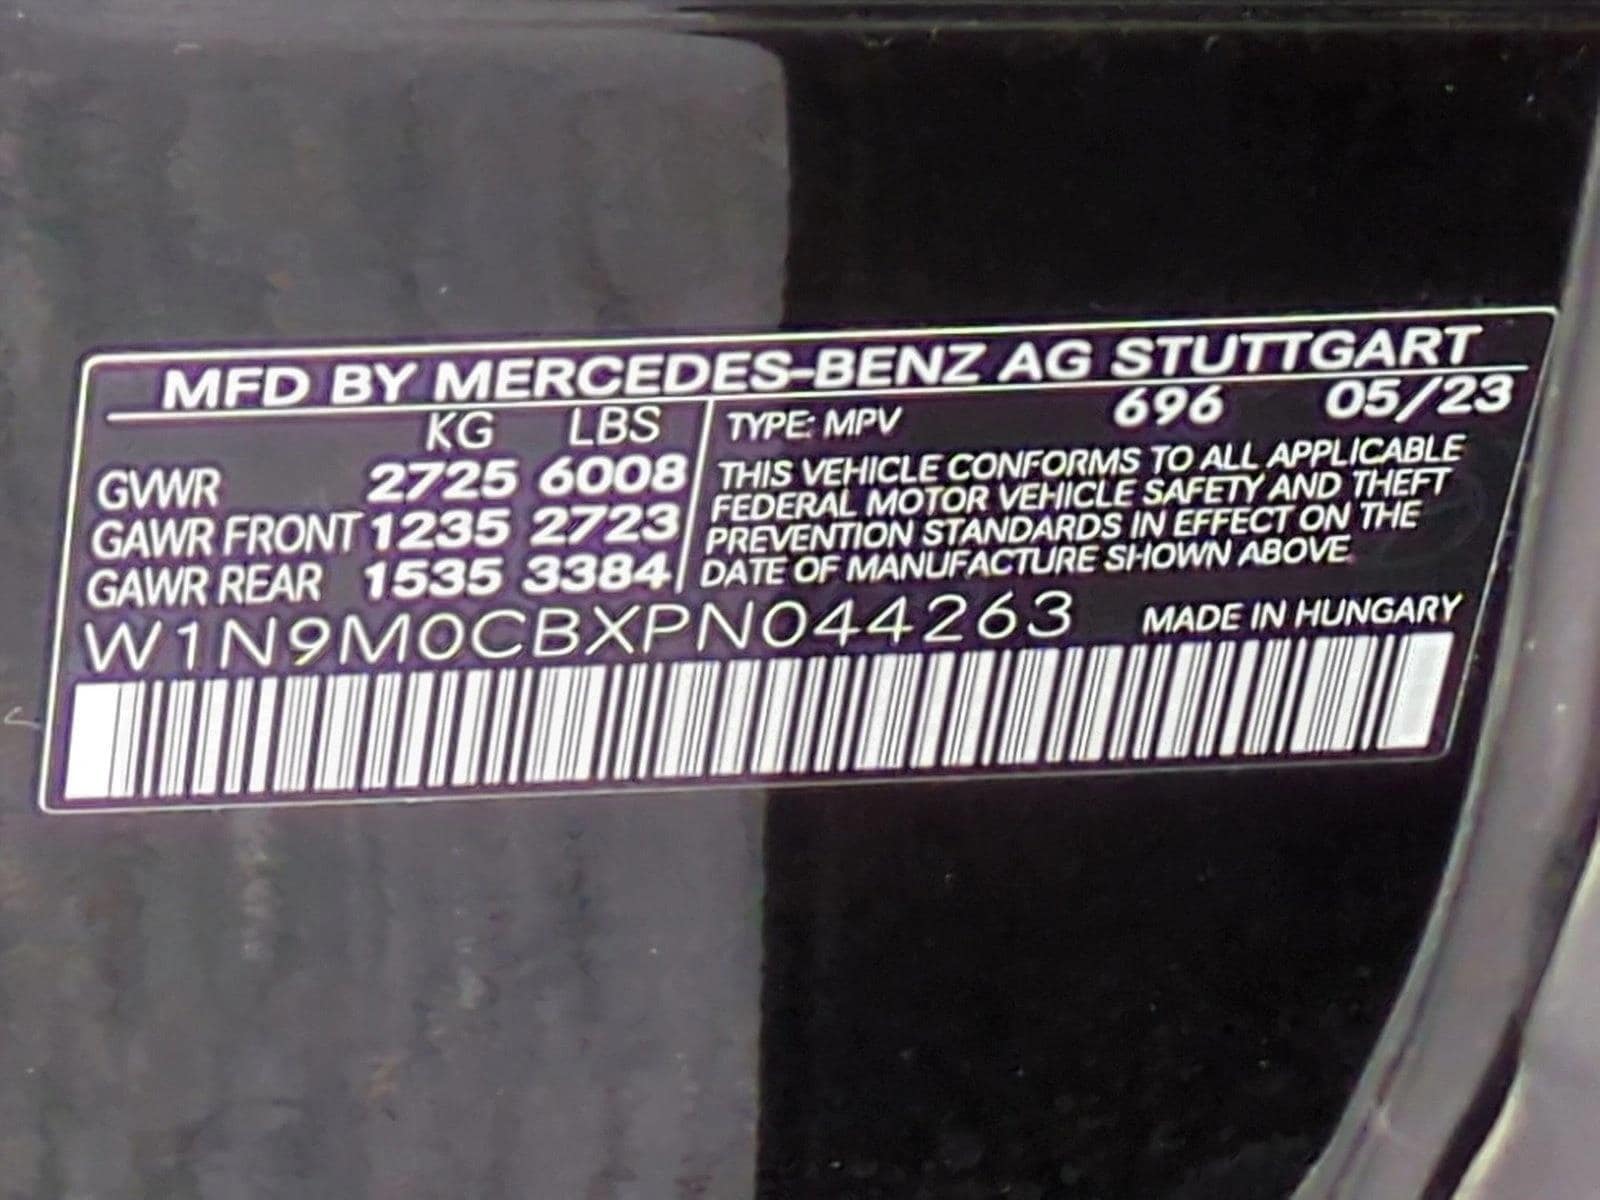 MFD BY MERCEDES-BENZ AG STUTTGART
KG LBS
GVWR 2725 6008
GAWR FRONT 1235 2723
GAWR REAR 1535 3384
TYPE: MPV 696 05/23
THIS VEHICLE CONFORMS TO ALL APPLICABLE
FEDERAL MOTOR VEHICLE SAFETY AND THEFT
PREVENTION STANDARDS IN EFFECT ON THE
DATE OF MANUFACTURE SHOWN ABOVE
W1N9M0CBXPN044263 MADE IN HUNGARY